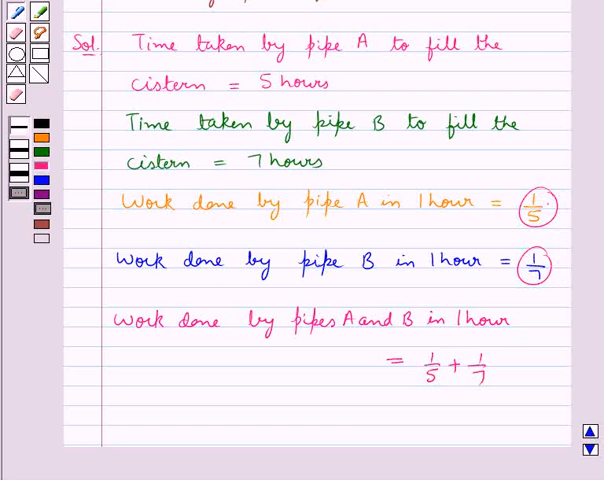 Sol. Time taken by pipe A to fill the
cistern = 5 hours
Time taken by pipe B to fill the
cistern = 7 hours
Work done by pipe A in 1 hour = 1/5
Work done by pipe B in 1 hour = 1/7
Work done by pipes A and B in 1 hour
= 1/5 + 1/7